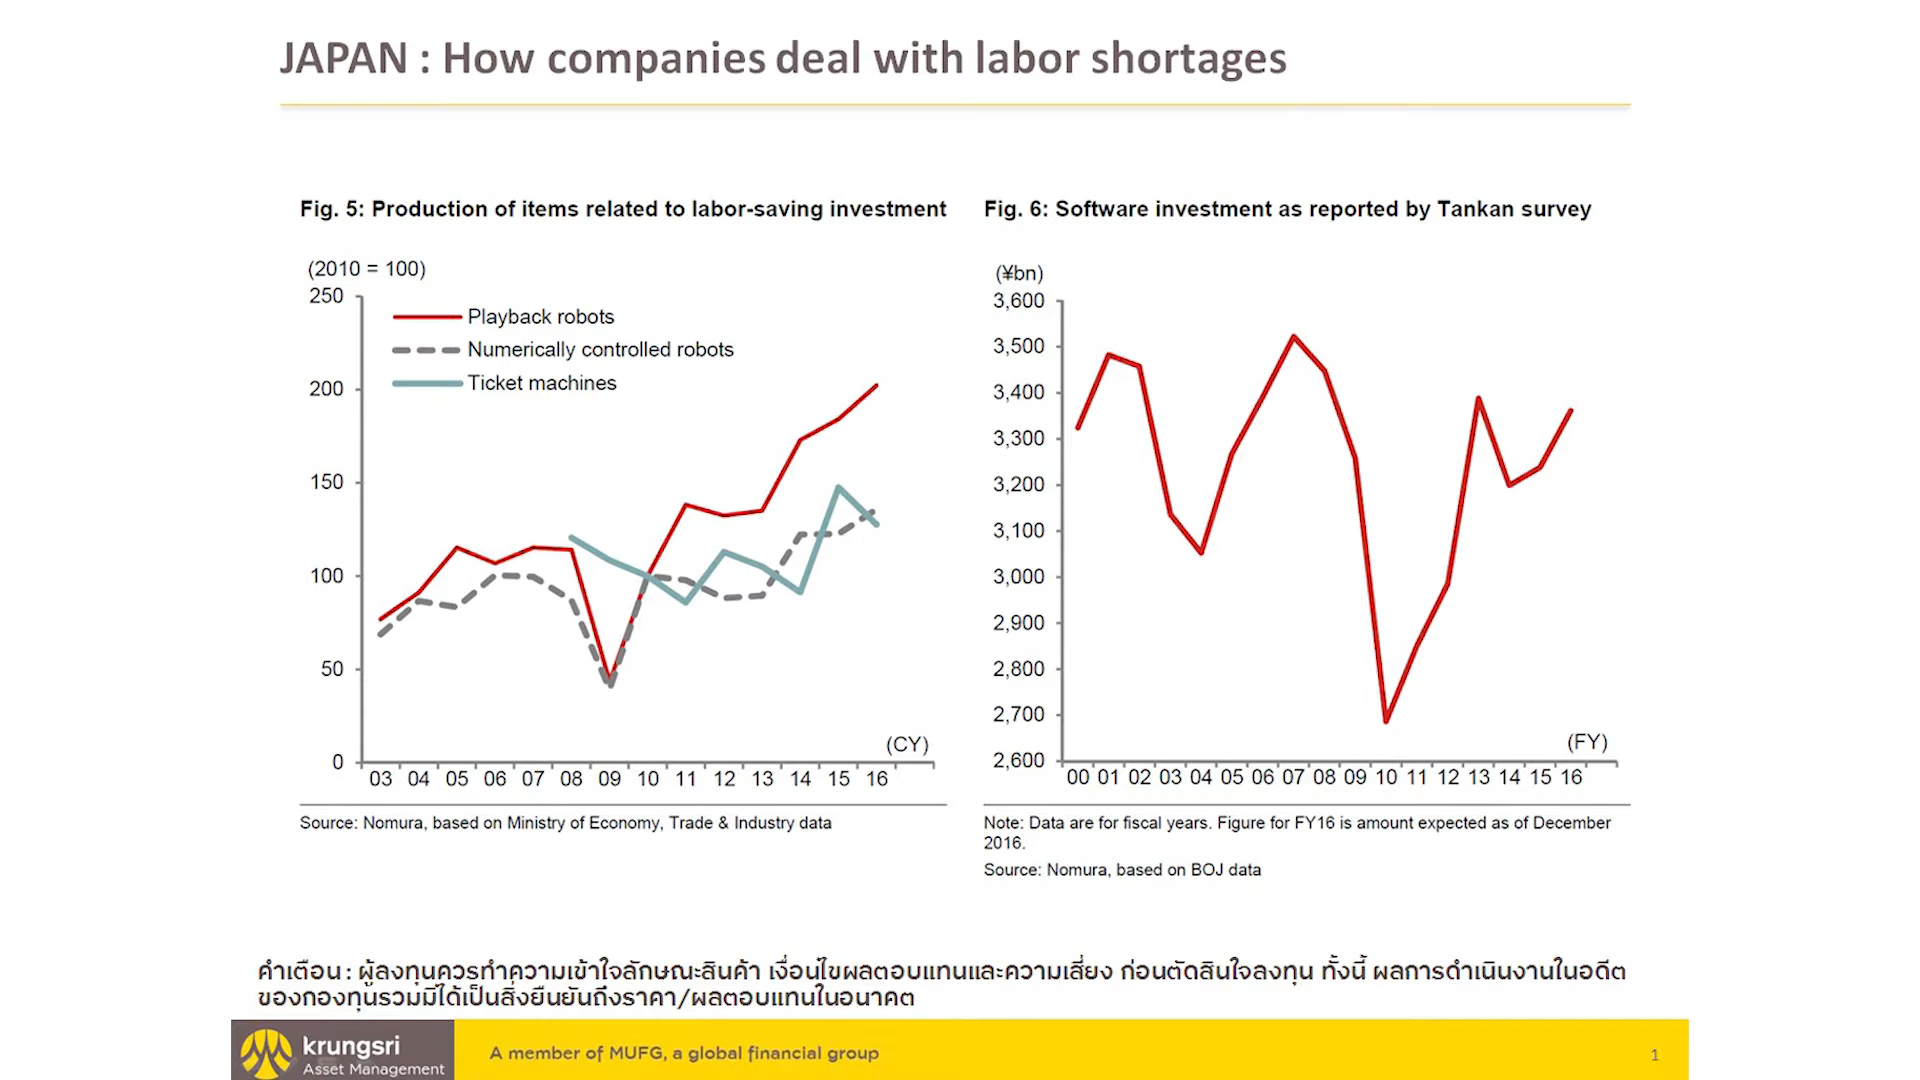 JAPAN : How companies deal with labor shortages
Fig. 5: Production of items related to labor-saving investment
(2010 = 100)
250
200
150
100
50
0
Playback robots
Numerically controlled robots
Ticket machines
(CY)
03 04 05 06 07 08 09 10 11 12 13 14 15 16
Source: Nomura, based on Ministry of Economy, Trade & Industry data
Fig. 6: Software investment as reported by Tankan survey
(¥bn)
3,600
3,500
3,400
3,300
3,200
3,100
3,000
2,900
2,800
2,700
2,600
(FY)
00 01 02 03 04 05 06 07 08 09 10 11 12 13 14 15 16
Note: Data are for fiscal years. Figure for FY16 is amount expected as of December
2016.
Source: Nomura, based on BOJ data
คำเตือน : ผู้ลงทุนควรทำความเข้าใจลักษณะสินค้า เงื่อนไขผลตอบแทนและความเสี่ยง ก่อนตัดสินใจลงทุน ทั้งนี้ ผลการดำเนินงานในอดีต
ของกองทุนรวมมิได้เป็นสิ่งยืนยันถึงราคา/ผลตอบแทนในอนาคต
krungsri
Asset Management
A member of MUFG, a global financial group
1